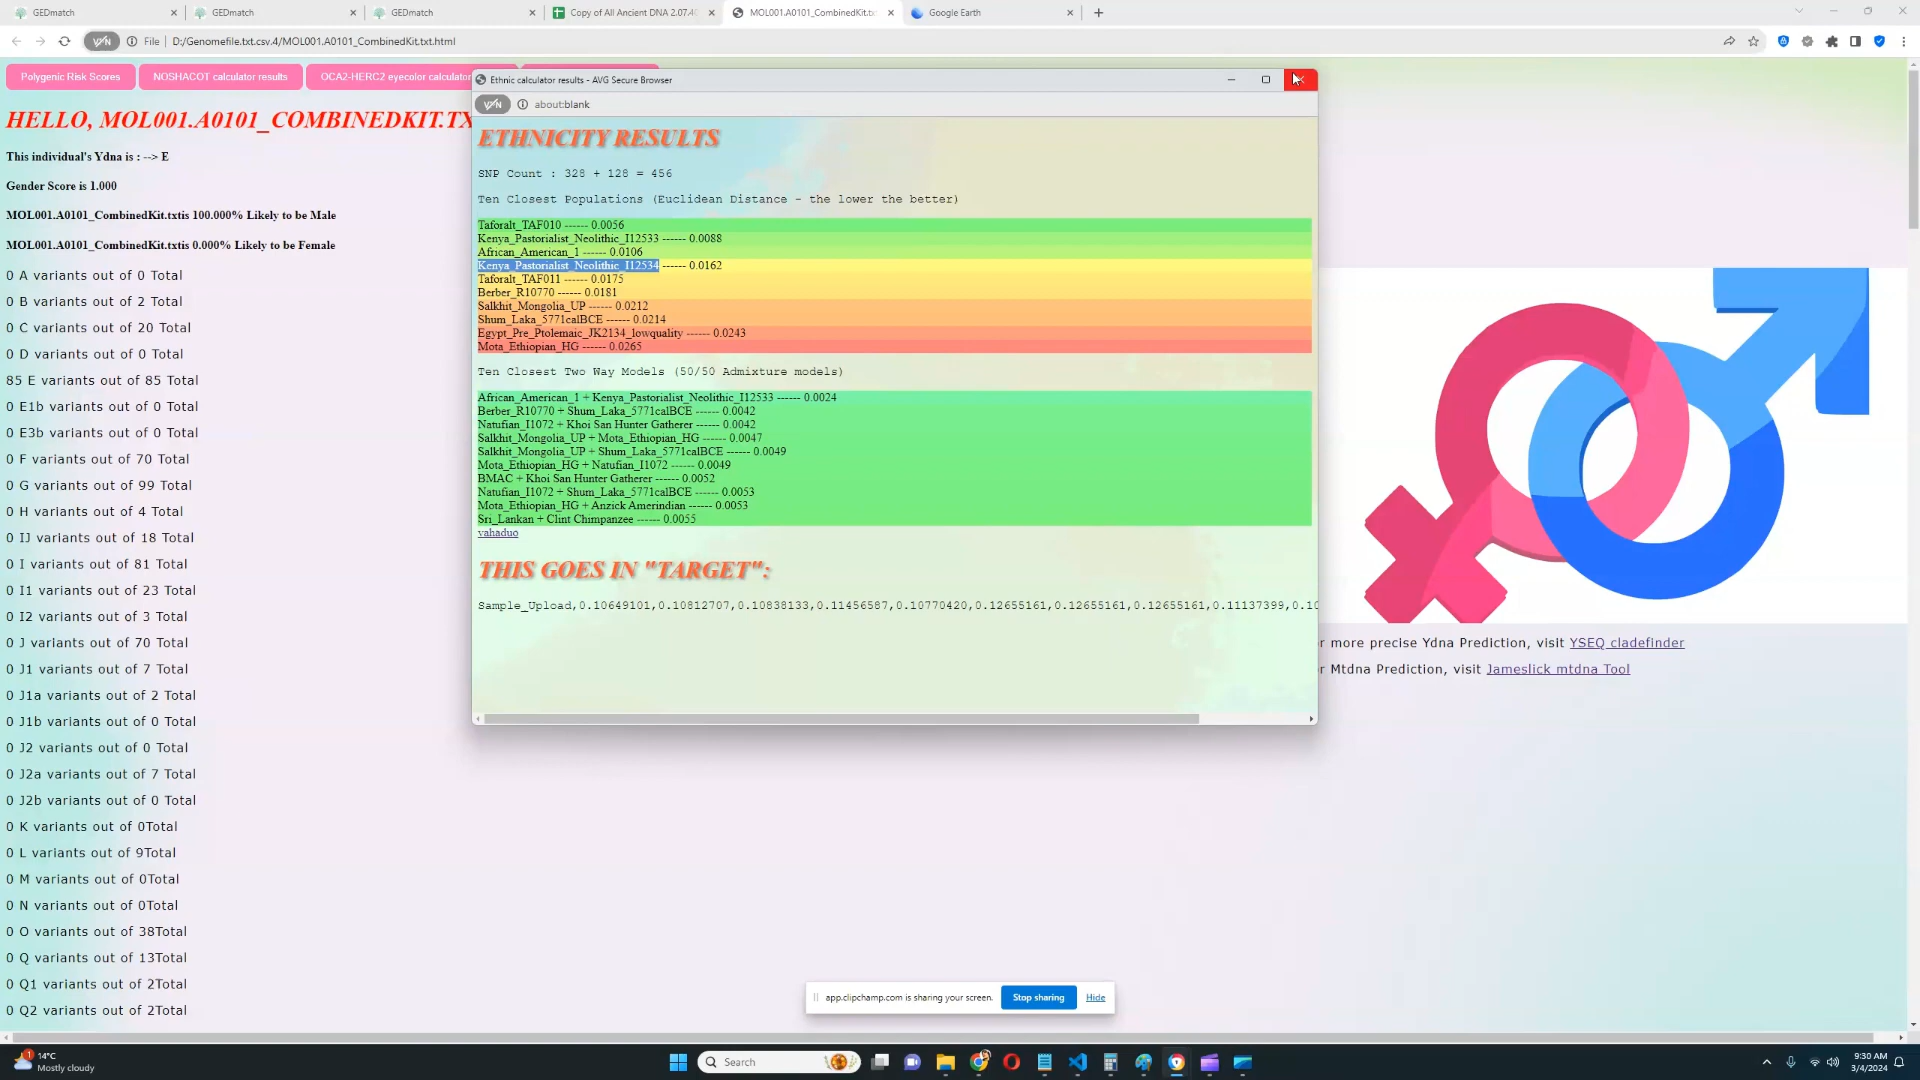 GEDmatch
GEDmatch
GEDmatch
Copy of All Ancient DNA 2.07.40
MOL001.A0101_CombinedKit.tx
Google Earth
VPN
File
D:/Genomefile.txt.csv.4/MOL001.A0101_CombinedKit.txt.html
Polygenic Risk Scores
NOSHACOT calculator results
OCA2-HERC2 eyecolor calculator
HELLO, MOL001.A0101_COMBINEDKIT.TX
This individual's Ydna is : --> E
Gender Score is 1.000
MOL001.A0101_CombinedKit.txtis 100.000% Likely to be Male
MOL001.A0101_CombinedKit.txtis 0.000% Likely to be Female
0 A variants out of 0 Total
0 B variants out of 2 Total
0 C variants out of 20 Total
0 D variants out of 0 Total
85 E variants out of 85 Total
0 E1b variants out of 0 Total
0 E3b variants out of 0 Total
0 F variants out of 70 Total
0 G variants out of 99 Total
0 H variants out of 4 Total
0 IJ variants out of 18 Total
0 I variants out of 81 Total
0 I1 variants out of 23 Total
0 I2 variants out of 3 Total
0 J variants out of 70 Total
0 J1 variants out of 7 Total
0 J1a variants out of 2 Total
0 J1b variants out of 0 Total
0 J2 variants out of 0 Total
0 J2a variants out of 7 Total
0 J2b variants out of 0 Total
0 K variants out of 0Total
0 L variants out of 9Total
0 M variants out of 0Total
0 N variants out of 0Total
0 O variants out of 38Total
0 Q variants out of 13Total
0 Q1 variants out of 2Total
0 Q2 variants out of 2Total
Ethnic calculator results - AVG Secure Browser
VPN
about:blank
ETHNICITY RESULTS
SNP Count : 328 + 128 = 456
Ten Closest Populations (Euclidean Distance - the lower the better)
Taforalt_TAF010 ------ 0.0056
Kenya_Pastorialist_Neolithic_I12533 ------ 0.0088
African_American_1 ------ 0.0106
Kenya_Pastorialist_Neolithic_I12534 ------ 0.0162
Taforalt_TAF011 ------ 0.0175
Berber_R10770 ------ 0.0181
Salkhit_Mongolia_UP ------ 0.0212
Shum_Laka_5771calBCE ------ 0.0214
Egypt_Pre_Ptolemaic_JK2134_lowquality ------ 0.0243
Mota_Ethiopian_HG ------ 0.0265
Ten Closest Two Way Models (50/50 Admixture models)
African_American_1 + Kenya_Pastorialist_Neolithic_I12533 ------ 0.0024
Berber_R10770 + Shum_Laka_5771calBCE ------ 0.0042
Natufian_I1072 + Khoi San Hunter Gatherer ------ 0.0042
Salkhit_Mongolia_UP + Mota_Ethiopian_HG ------ 0.0047
Salkhit_Mongolia_UP + Shum_Laka_5771calBCE ------ 0.0049
Mota_Ethiopian_HG + Natufian_I1072 ------ 0.0049
BMAC + Khoi San Hunter Gatherer ------ 0.0052
Natufian_I1072 + Shum_Laka_5771calBCE ------ 0.0053
Mota_Ethiopian_HG + Anzick Amerindian ------ 0.0053
Sri_Lankan + Clint Chimpanzee ------ 0.0055
vahaduo
THIS GOES IN "TARGET":
Sample_Upload,0.10649101,0.10812707,0.10838133,0.11456587,0.10770420,0.12655161,0.12655161,0.12655161,0.11137399,0.10
r more precise Ydna Prediction, visit YSEQ cladefinder
r Mtdna Prediction, visit Jameslick mtdna Tool
app.clipchamp.com is sharing your screen.
Stop sharing
Hide
1
14°C
Mostly cloudy
Search
9:30 AM
3/4/2024